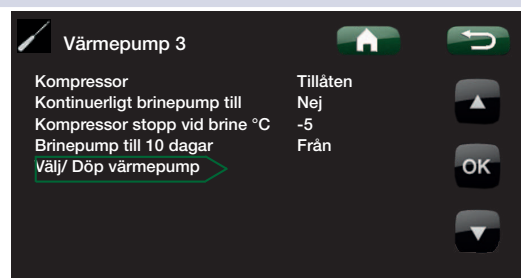 Värmepump 3
Kompressor Tillåten
Kontinuerligt brinepump till Nej
Kompressor stopp vid brine °C -5
Brinepump till 10 dagar Från
Välj/ Döp värmepump
OK